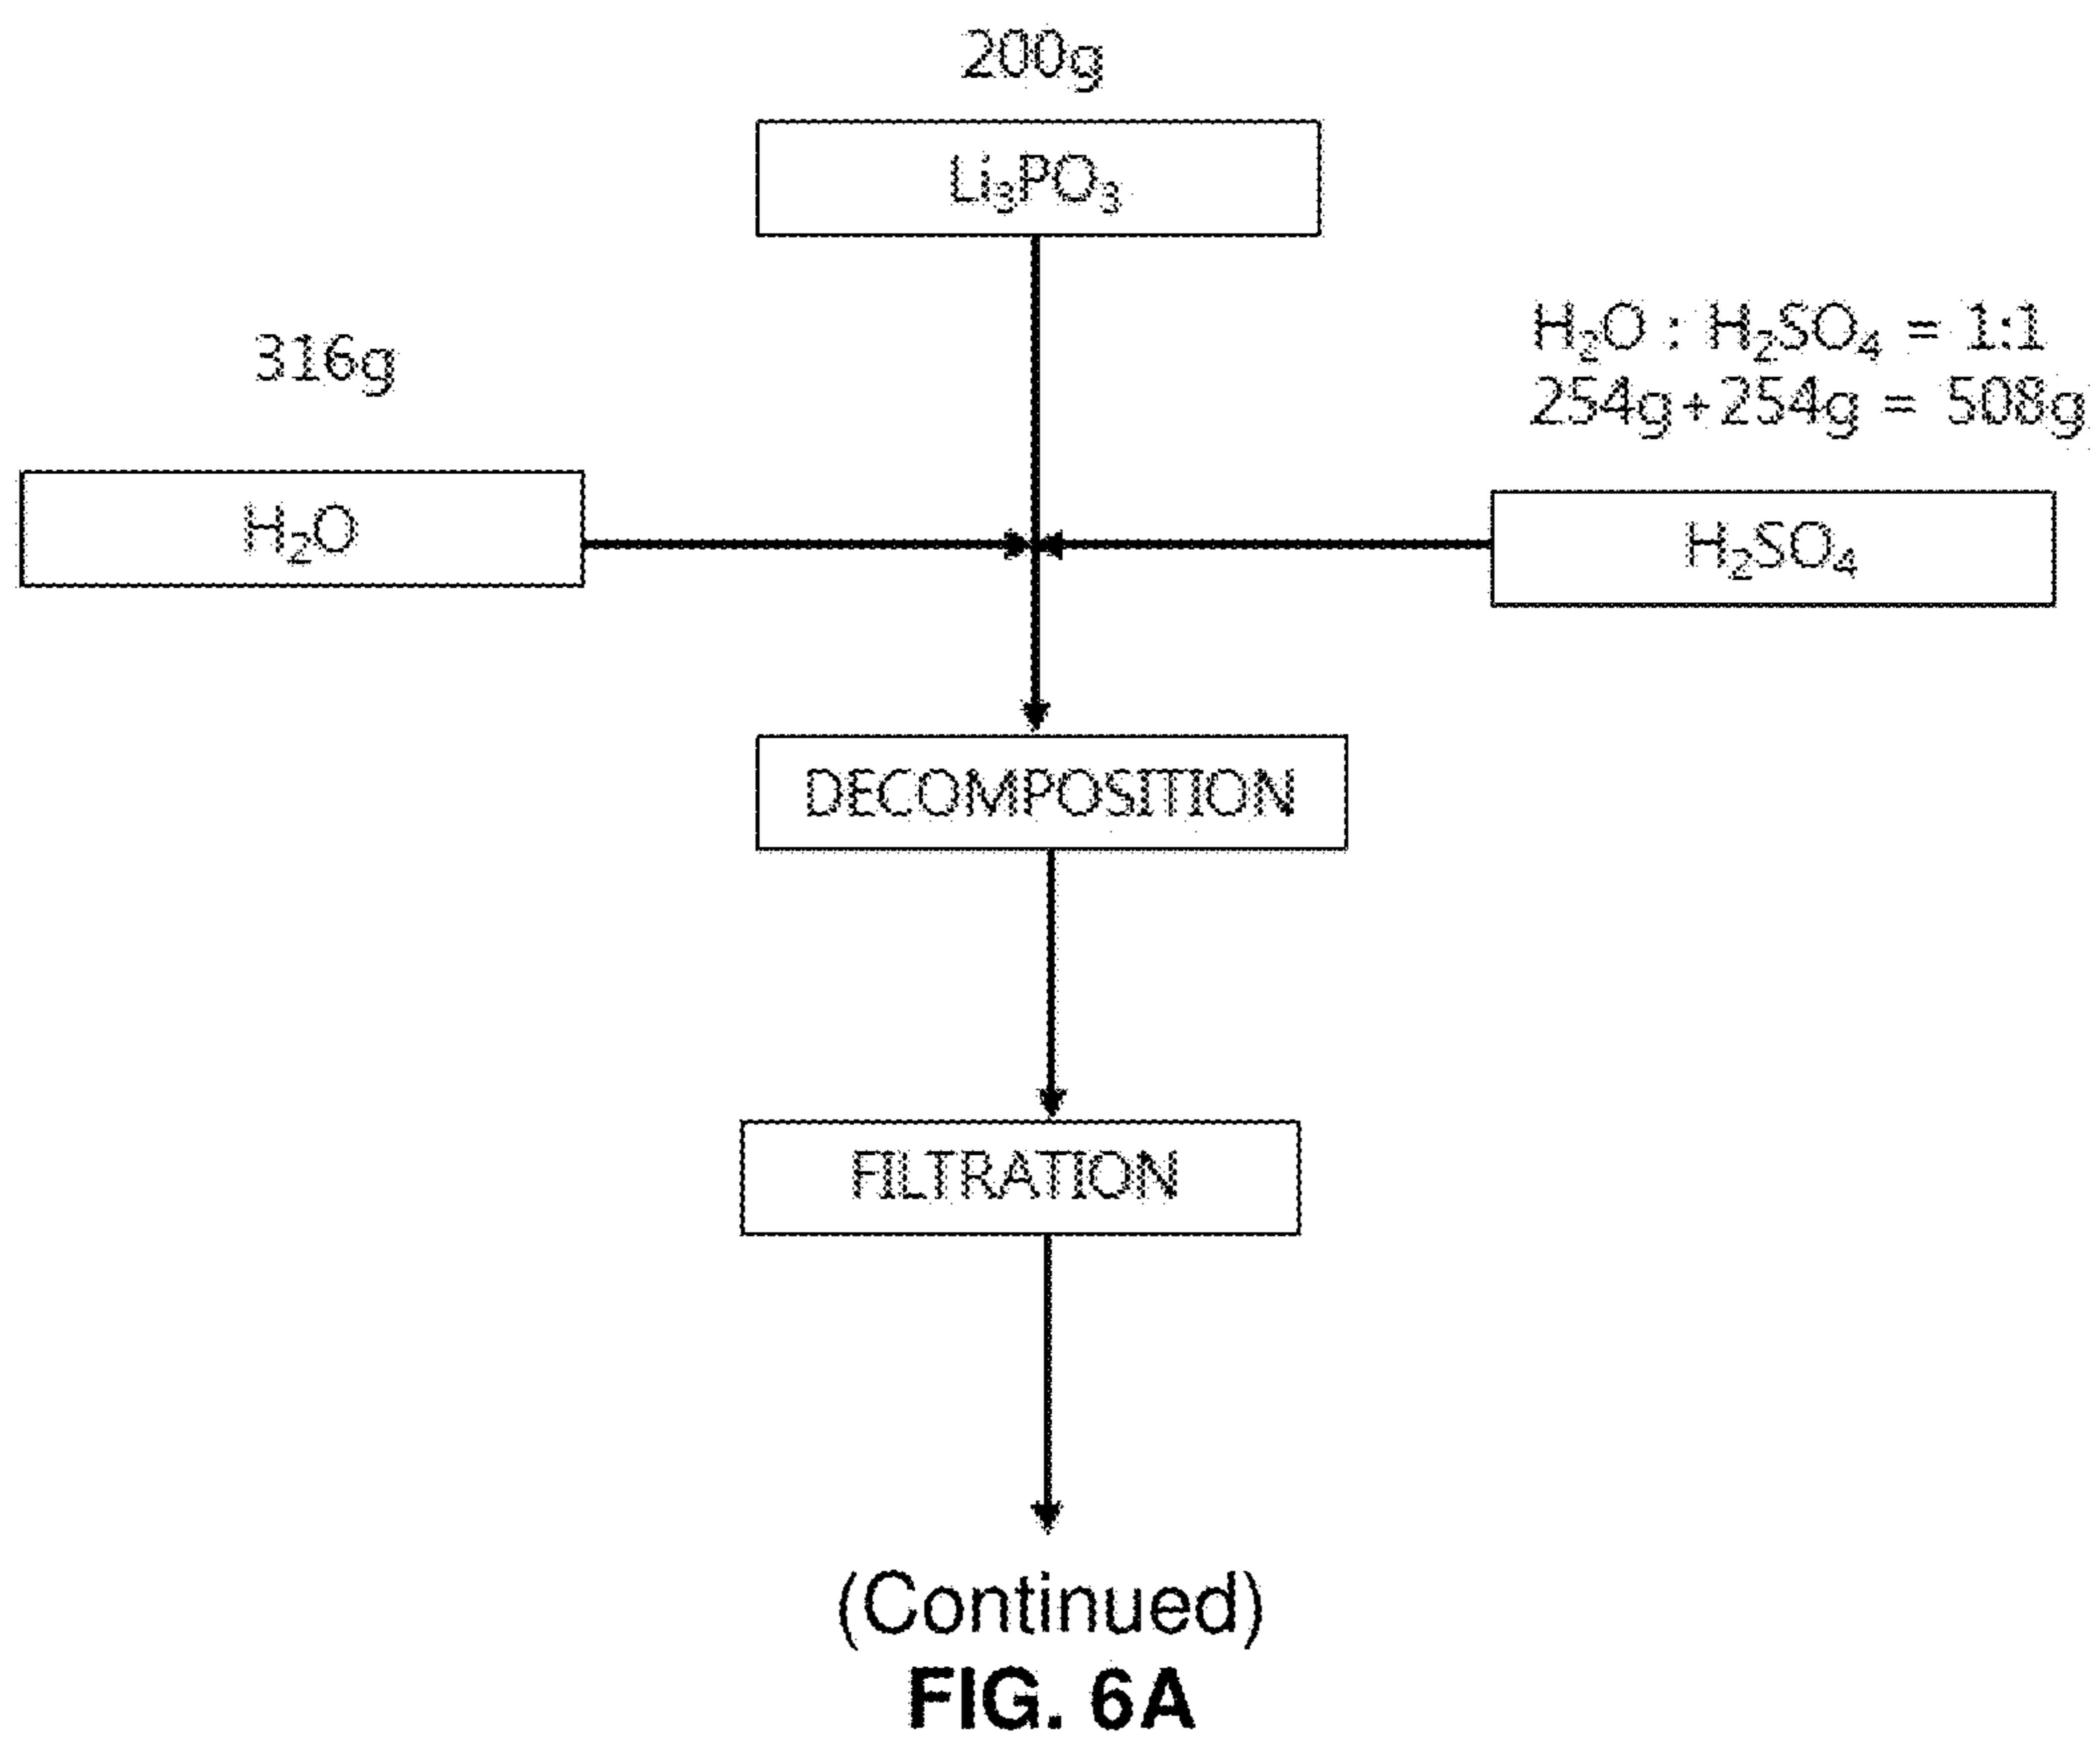 200g
Li₃PO₃
316g
H₂O : H₂SO₄ = 1:1
254g+254g = 508g
H₂O
H₂SO₄
DECOMPOSITION
FILTRATION
(Continued)
FIG. 6A